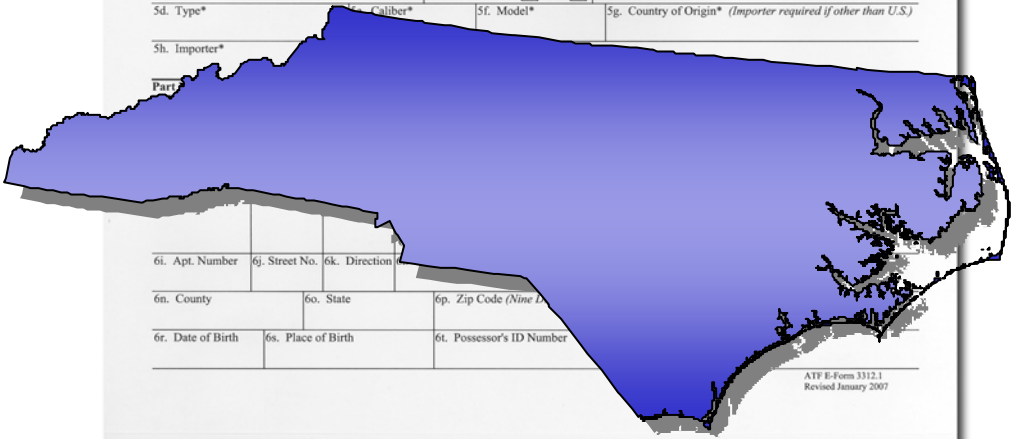 5d. Type* Caliber* 5f. Model* 5g. Country of Origin* (Importer required if other than U.S.)
5h. Importer*
Part
6i. Apt. Number 6j. Street No. 6k. Direction
6n. County 6o. State 6p. Zip Code (Nine
6r. Date of Birth 6s. Place of Birth 6t. Possessor's ID Number
ATF E-Form 3312.1
Revised January 2007